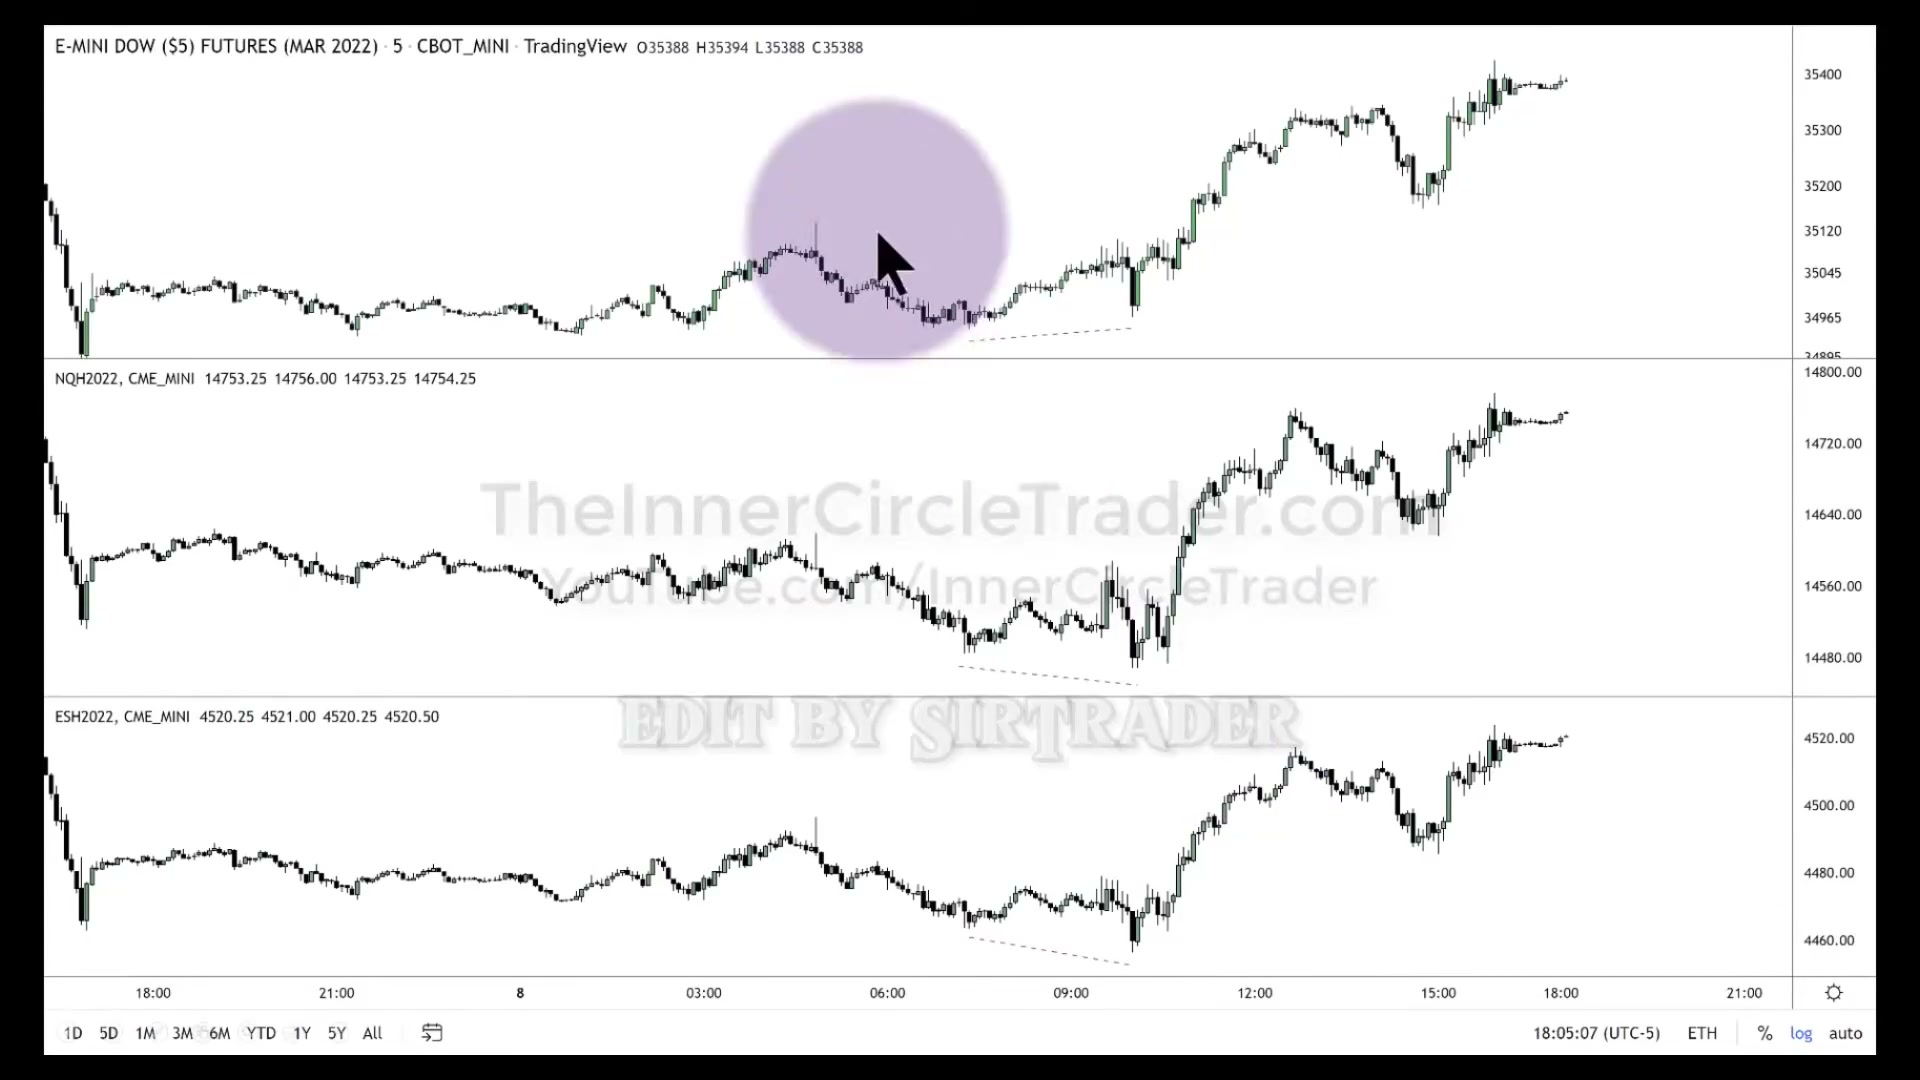 E-MINI DOW ($5) FUTURES (MAR 2022) · 5 · CBOT_MINI · TradingView O35388 H35394 L35388 C35388
35400
35300
35200
35120
35045
34965
34895
NQH2022, CME_MINI 14753.25 14756.00 14753.25 14754.25
14800.00
14720.00
14640.00
14560.00
14480.00
TheInnerCircleTrader.com
YouTube.com/InnerCircleTrader
EDIT BY SIRTRADER
ESH2022, CME_MINI 4520.25 4521.00 4520.25 4520.50
4520.00
4500.00
4480.00
4460.00
18:00 21:00 8 03:00 06:00 09:00 12:00 15:00 18:00 21:00
1D 5D 1M 3M 6M YTD 1Y 5Y All 18:05:07 (UTC-5) ETH % log auto